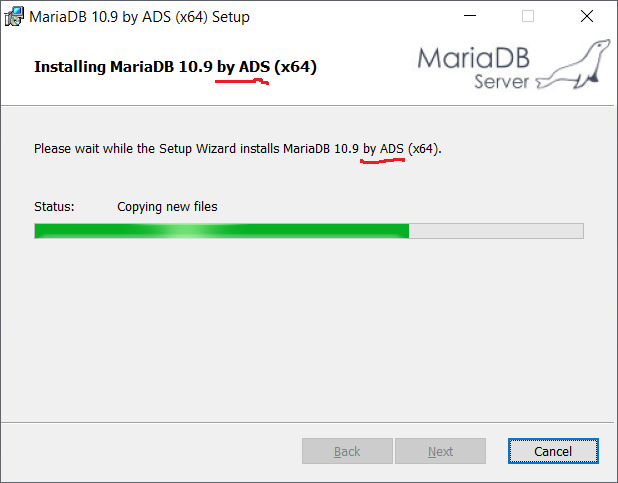 MariaDB 10.9 by ADS (x64) Setup
Installing MariaDB 10.9 by ADS (x64)
MariaDB
Server
Please wait while the Setup Wizard installs MariaDB 10.9 by ADS (x64).
Status: Copying new files
Back Next Cancel